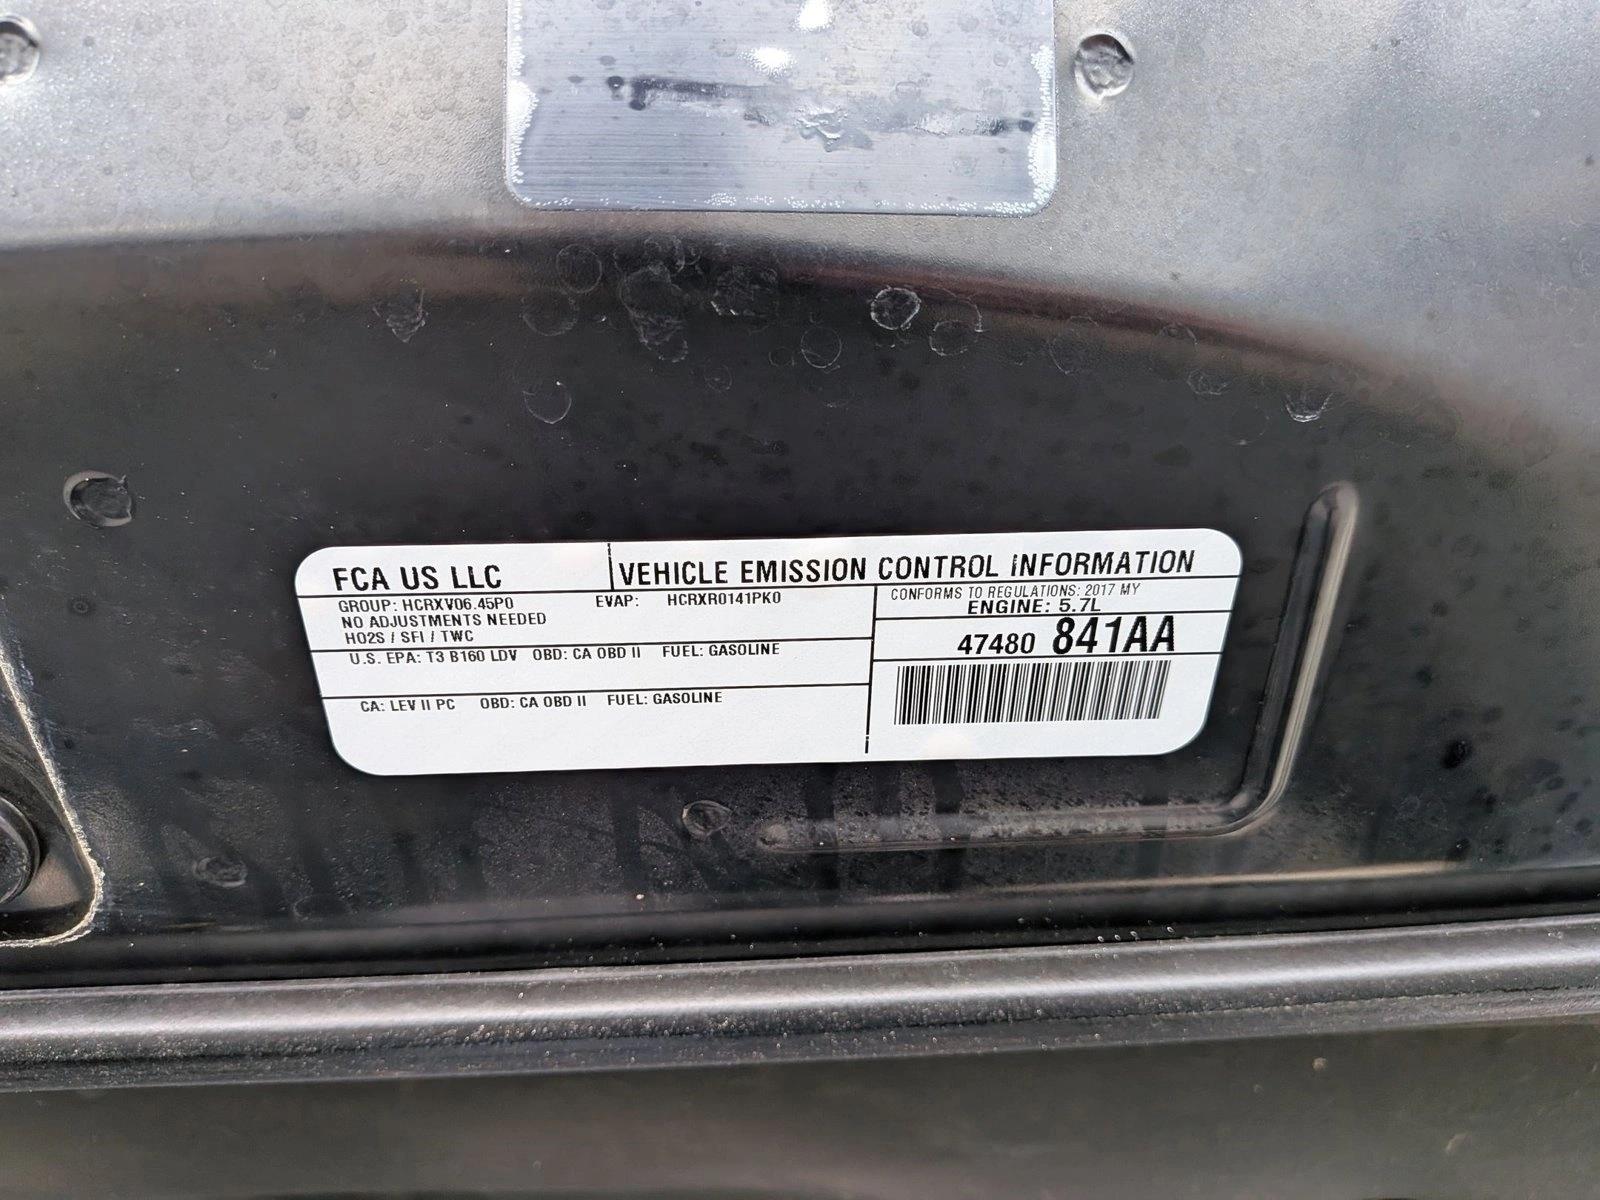 FCA US LLC
VEHICLE EMISSION CONTROL INFORMATION
GROUP: HCRXV06.45P0 EVAP: HCRXR0141PK0
NO ADJUSTMENTS NEEDED
HO2S / SFI / TWC
CONFORMS TO REGULATIONS: 2017 MY
ENGINE: 5.7L
47480 841AA
U.S. EPA: T3 B160 LDV OBD: CA OBD II FUEL: GASOLINE
CA: LEV II PC OBD: CA OBD II FUEL: GASOLINE